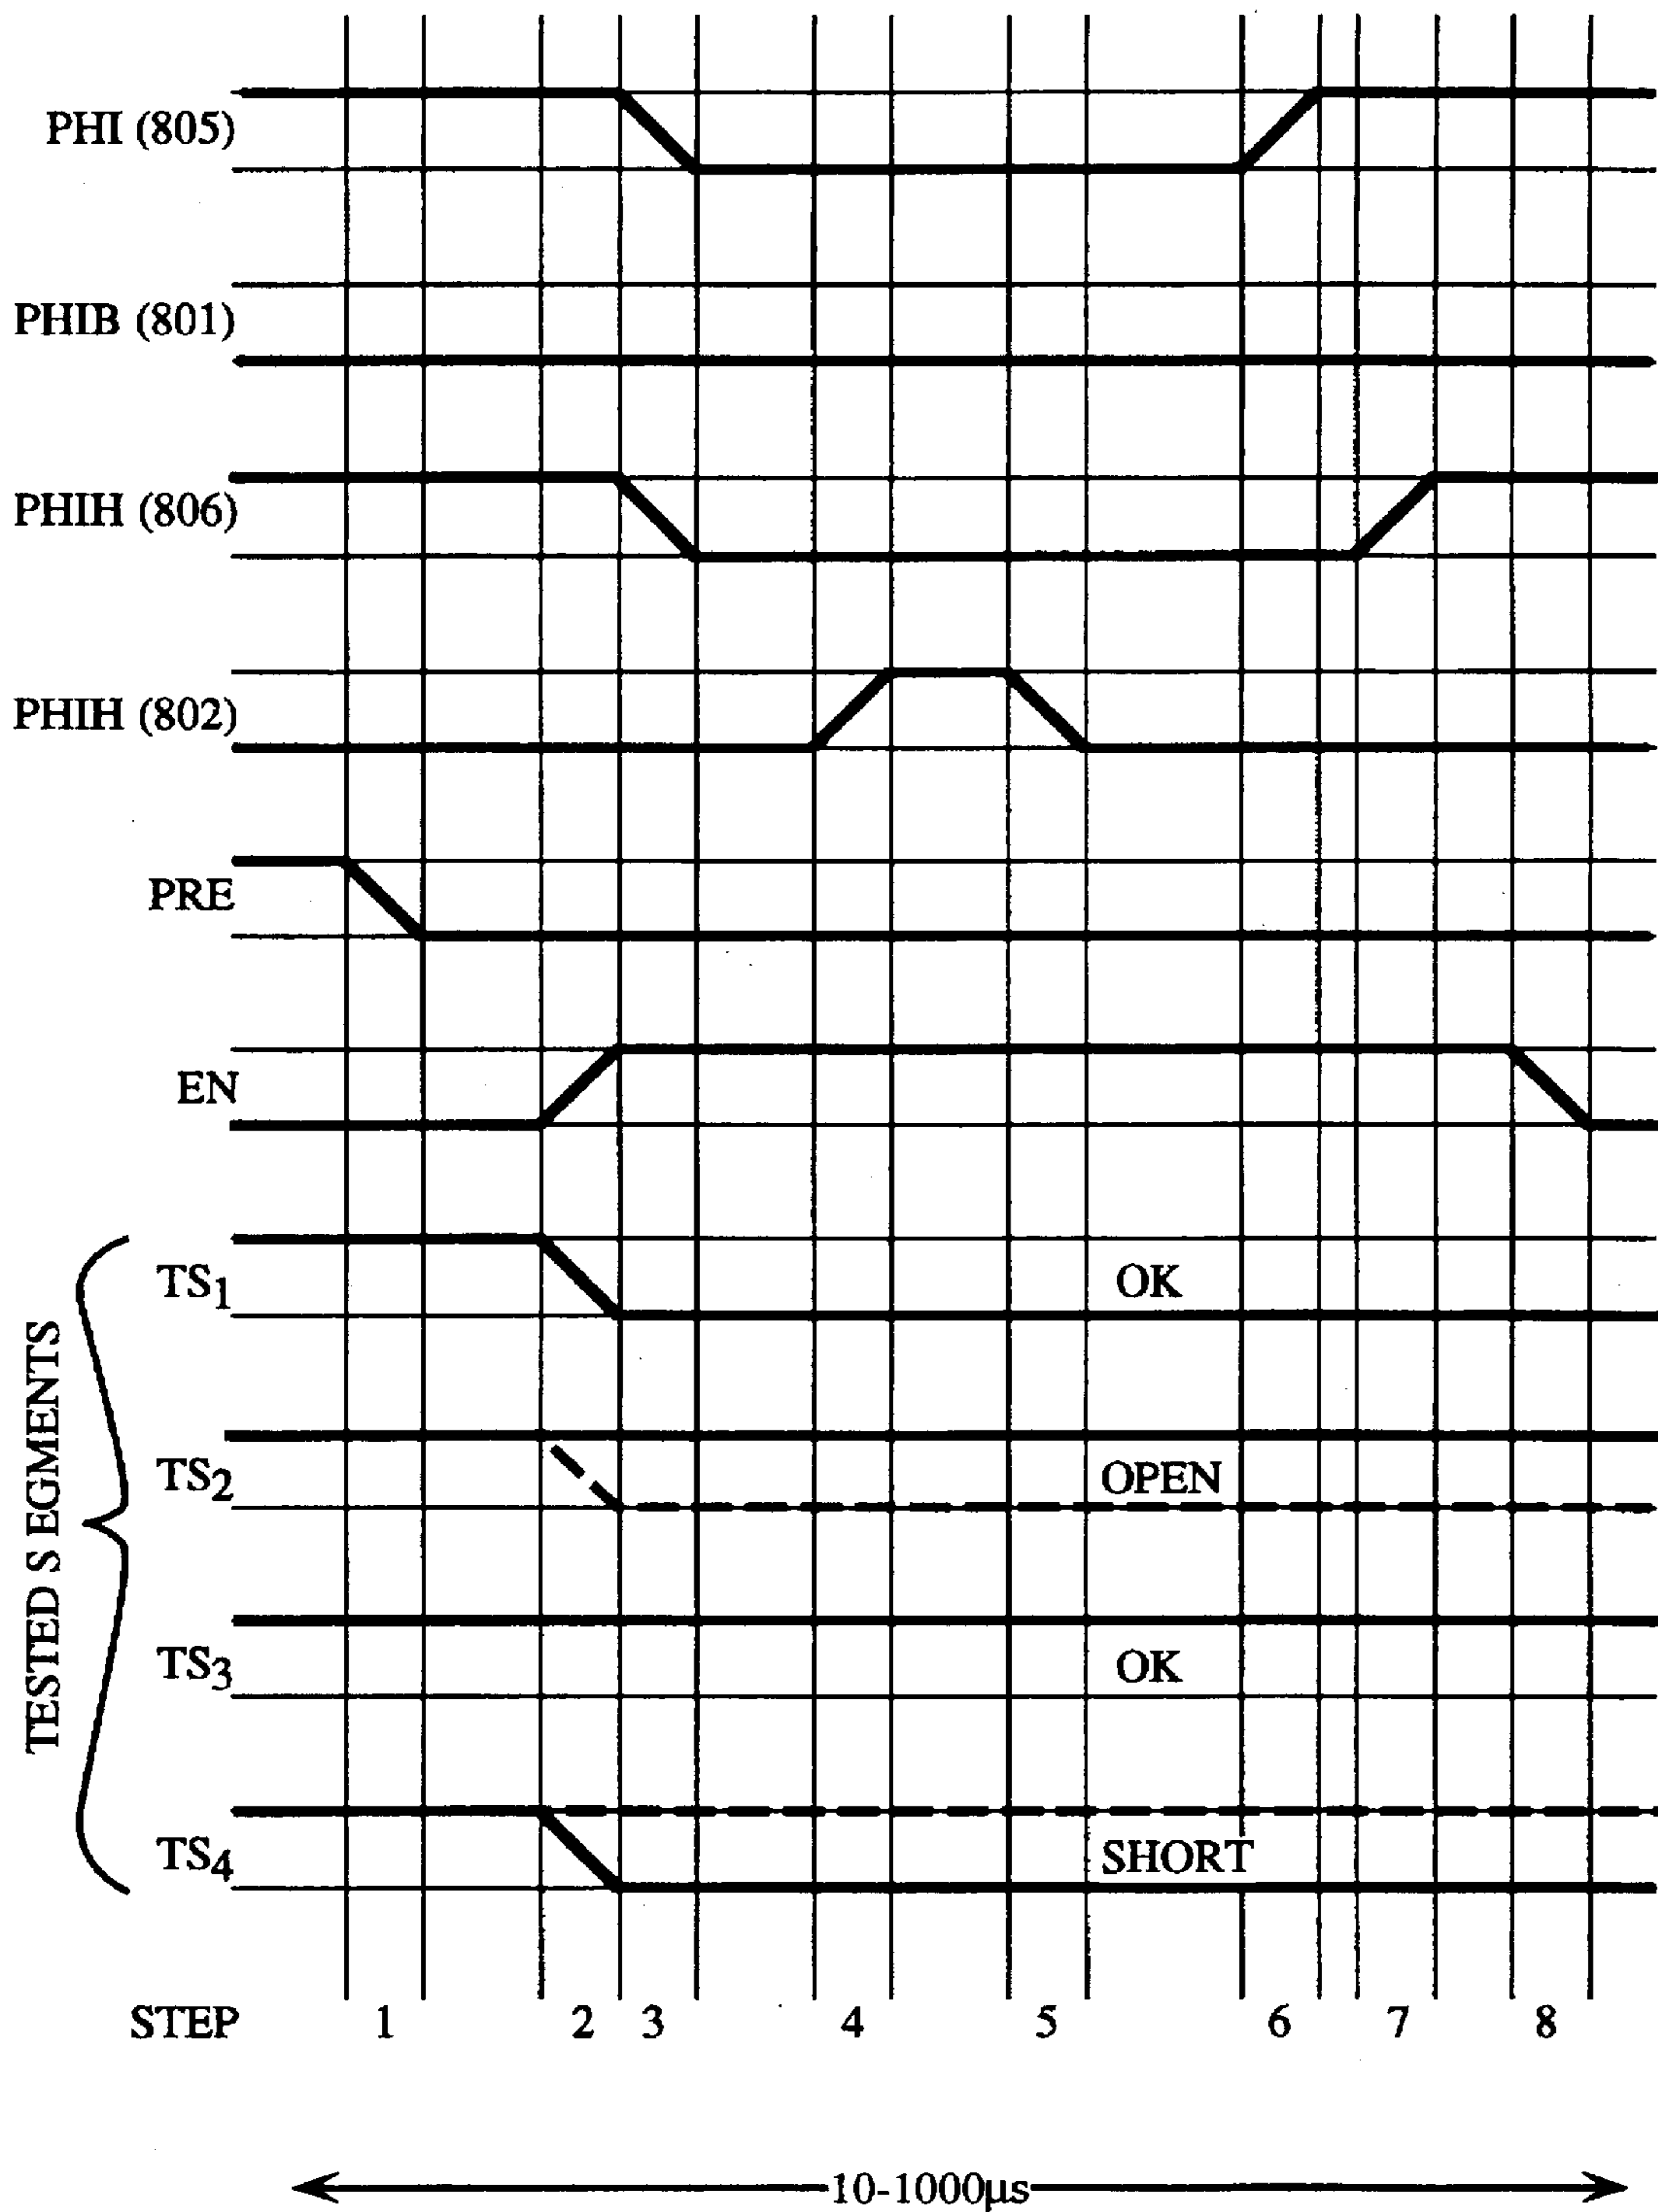 PHI (805)
PHIB (801)
PHIH (806)
PHIH (802)
PRE
EN
TESTED S EGMENTS
TS1 OK
TS2 OPEN
TS3 OK
TS4 SHORT
STEP 1 2 3 4 5 6 7 8
10-1000μs